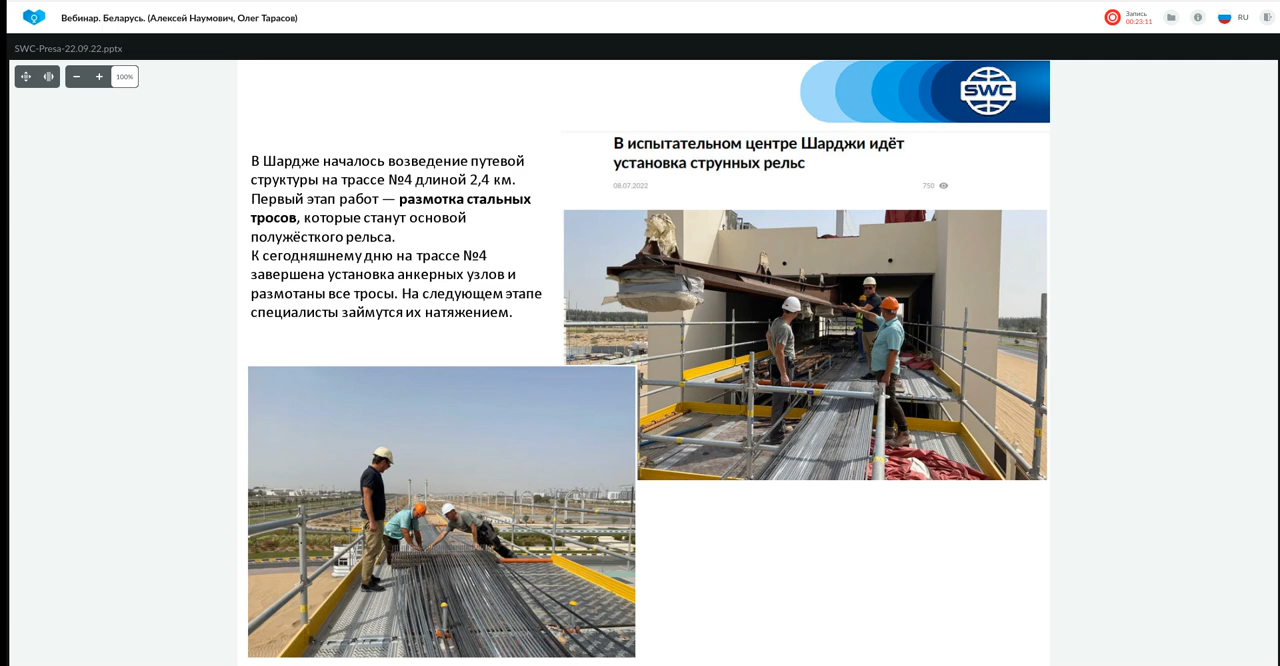 Вебинар. Беларусь. (Алексей Наумович, Олег Тарасов)
Запись
00:23:11
RU
SWC-Presa-22.09.22.pptx
100%
SWC
В испытательном центре Шарджи идёт
установка струнных рельс
08.07.2022
750
В Шардже началось возведение путевой
структуры на трассе №4 длиной 2,4 км.
Первый этап работ — размотка стальных
тросов, которые станут основой
полужёсткого рельса.
К сегодняшнему дню на трассе №4
завершена установка анкерных узлов и
размотаны все тросы. На следующем этапе
специалисты займутся их натяжением.